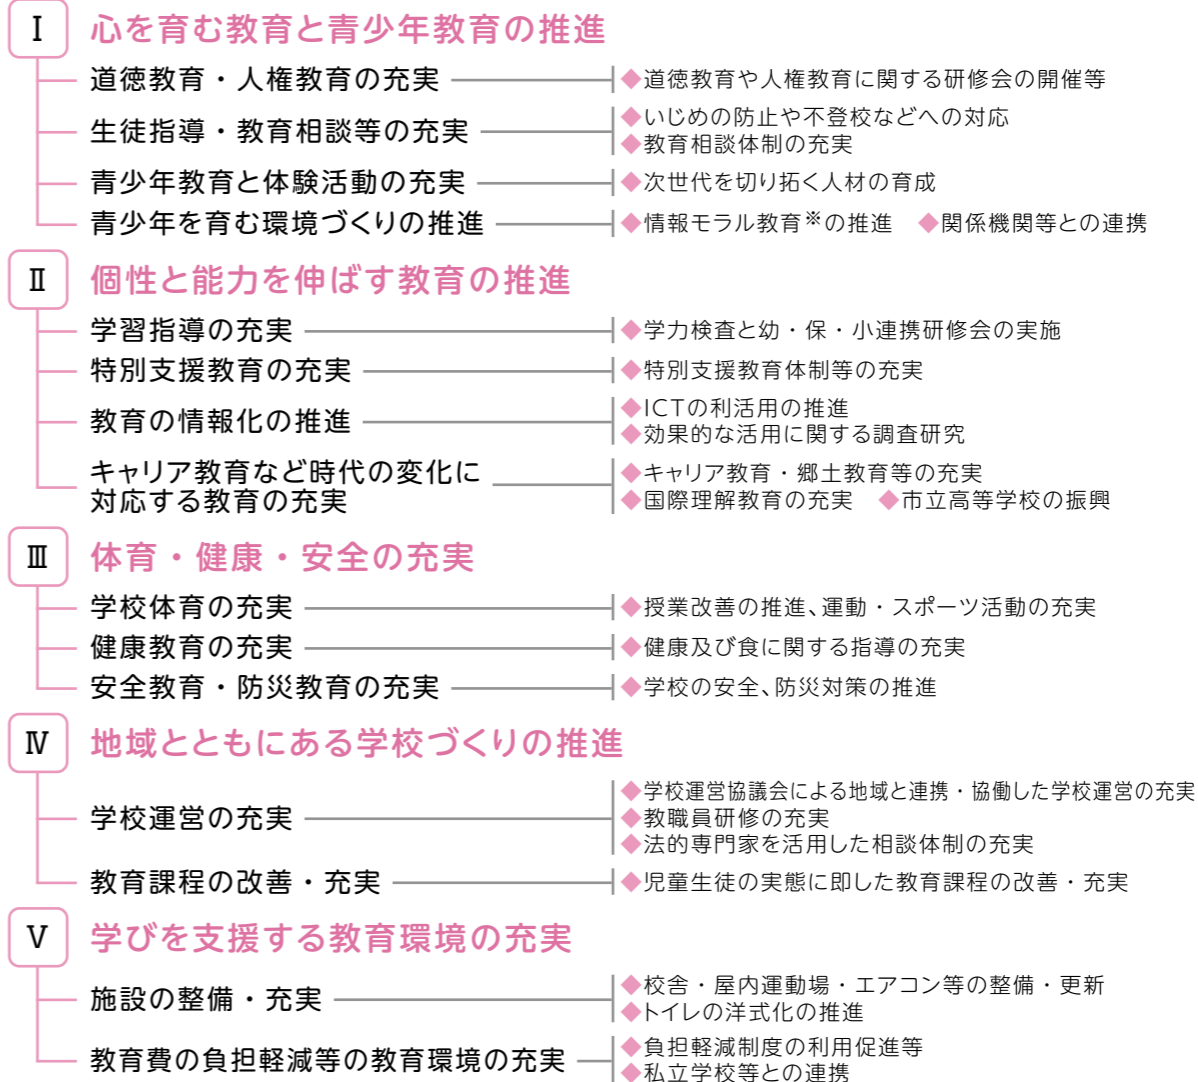 Ⅰ 心を育む教育と青少年教育の推進
道徳教育・人権教育の充実
◆道徳教育や人権教育に関する研修会の開催等
生徒指導・教育相談等の充実
◆いじめの防止や不登校などへの対応
◆教育相談体制の充実
青少年教育と体験活動の充実
◆次世代を切り拓く人材の育成
青少年を育む環境づくりの推進
◆情報モラル教育※の推進 ◆関係機関等との連携
Ⅱ 個性と能力を伸ばす教育の推進
学習指導の充実
◆学力検査と幼・保・小連携研修会の実施
特別支援教育の充実
◆特別支援教育体制等の充実
教育の情報化の推進
◆ICTの利活用の推進
◆効果的な活用に関する調査研究
キャリア教育など時代の変化に
対応する教育の充実
◆キャリア教育・郷土教育等の充実
◆国際理解教育の充実 ◆市立高等学校の振興
Ⅲ 体育・健康・安全の充実
学校体育の充実
◆授業改善の推進、運動・スポーツ活動の充実
健康教育の充実
◆健康及び食に関する指導の充実
安全教育・防災教育の充実
◆学校の安全、防災対策の推進
Ⅳ 地域とともにある学校づくりの推進
学校運営の充実
◆学校運営協議会による地域と連携・協働した学校運営の充実
◆教職員研修の充実
◆法的専門家を活用した相談体制の充実
教育課程の改善・充実
◆児童生徒の実態に即した教育課程の改善・充実
Ⅴ 学びを支援する教育環境の充実
施設の整備・充実
◆校舎・屋内運動場・エアコン等の整備・更新
◆トイレの洋式化の推進
教育費の負担軽減等の教育環境の充実
◆負担軽減制度の利用促進等
◆私立学校等との連携